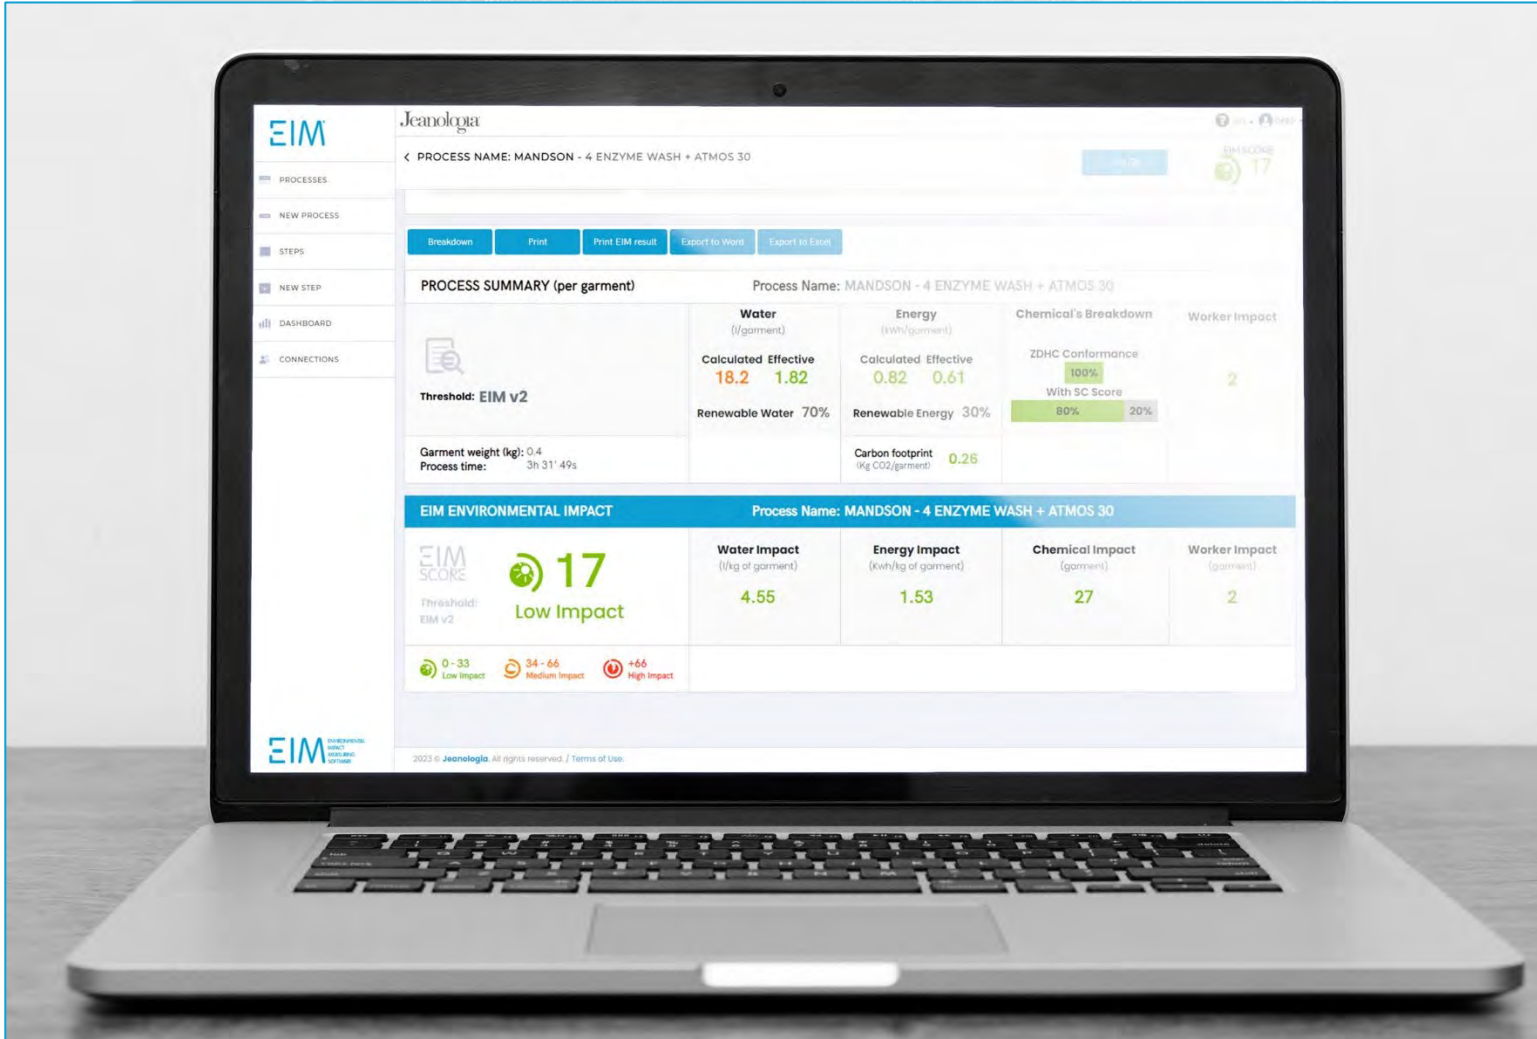 EIM
Jeanologia
PROCESS NAME: MANDSON - 4 ENZYME WASH + ATMOS 30
EIM SCORE
17
PROCESSES
NEW PROCESS
STEPS
NEW STEP
DASHBOARD
CONNECTIONS
Breakdown Print Print EIM result Export to Word Export to Excel
PROCESS SUMMARY (per garment) Process Name: MANDSON - 4 ENZYME WASH + ATMOS 30
Threshold: EIM v2
Water
(l/garment)
Calculated Effective
18.2 1.82
Renewable Water 70%
Energy
(kWh/garment)
Calculated Effective
0.82 0.61
Renewable Energy 30%
Chemical's Breakdown
ZDHC Conformance
100%
With SC Score
80% 20%
Worker Impact
2
Garment weight (kg): 0.4
Process time: 3h 31' 49s
Carbon footprint
(Kg CO2/garment)
0.26
EIM ENVIRONMENTAL IMPACT Process Name: MANDSON - 4 ENZYME WASH + ATMOS 30
EIM
SCORE
Threshold:
EIM v2
17
Low Impact
Water Impact
(l/kg of garment)
4.55
Energy Impact
(Kwh/kg of garment)
1.53
Chemical Impact
(garment)
27
Worker Impact
(garment)
2
0 - 33
Low Impact
34 - 66
Medium Impact
+66
High Impact
EIM
ENVIRONMENTAL
IMPACT
MEASURING
SOFTWARE
2023 © Jeanologia. All rights reserved. / Terms of Use.